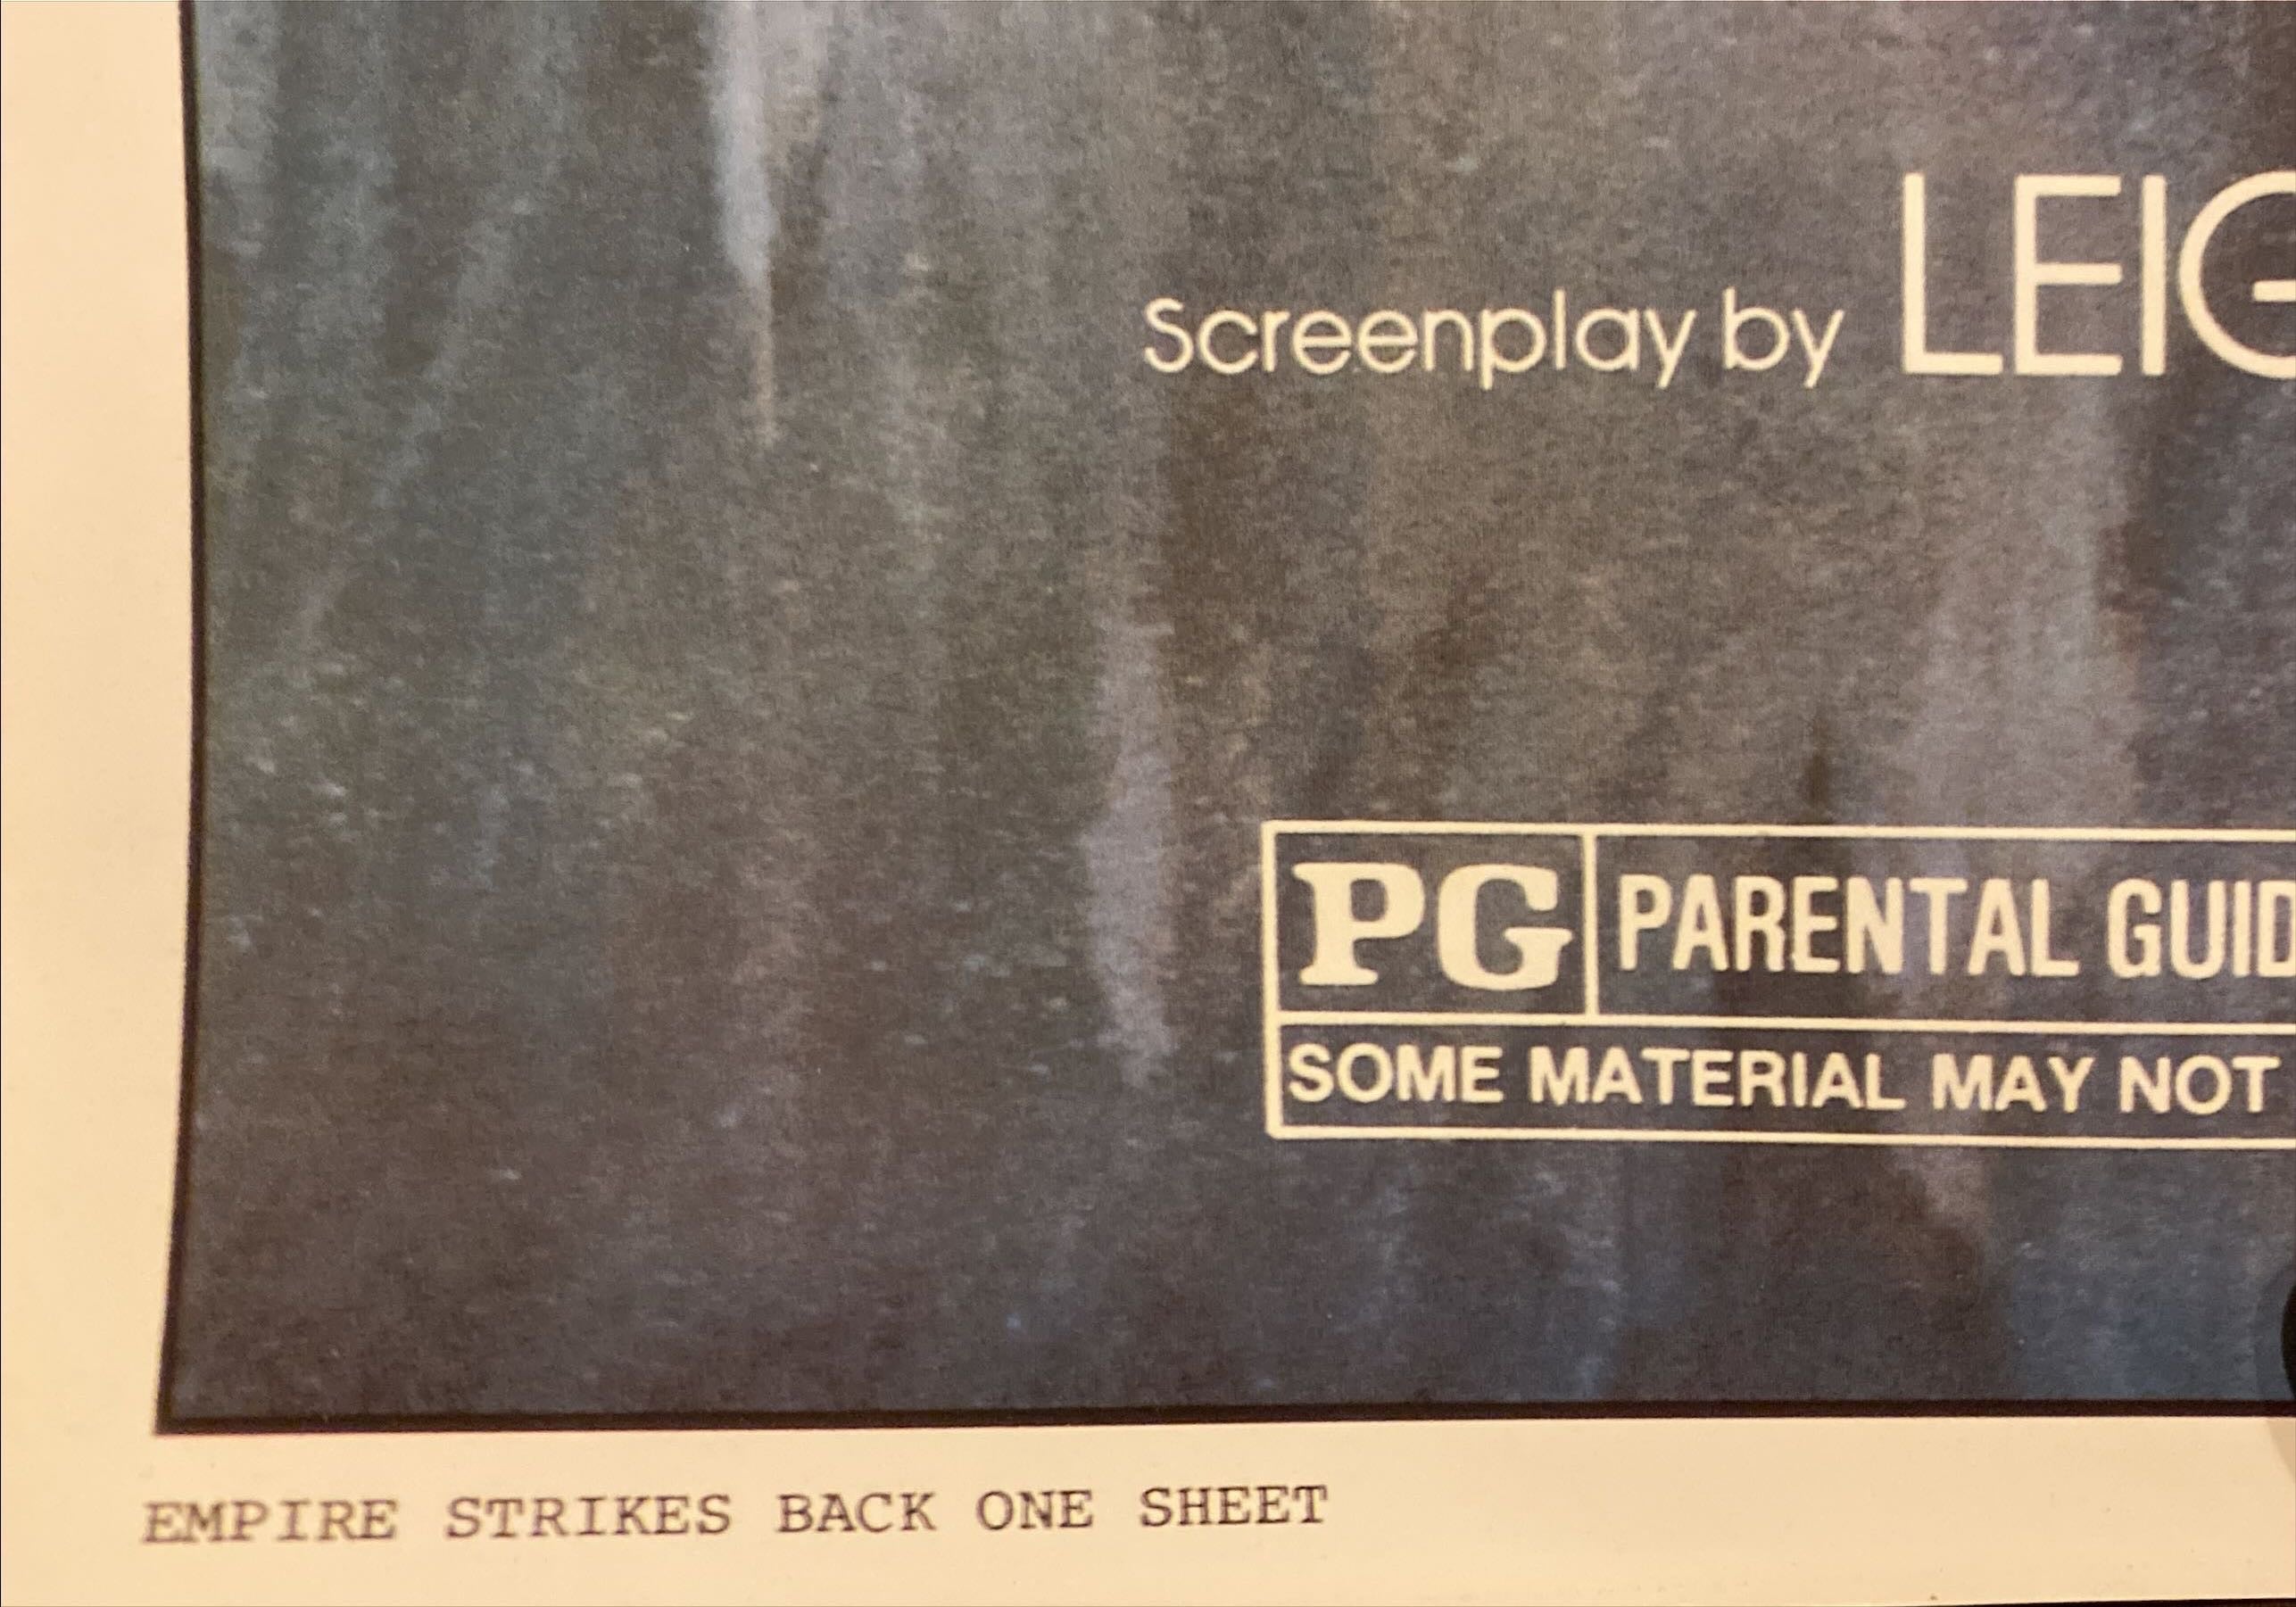 Screenplay by LEIG
PG PARENTAL GUID
SOME MATERIAL MAY NOT
EMPIRE STRIKES BACK ONE SHEET